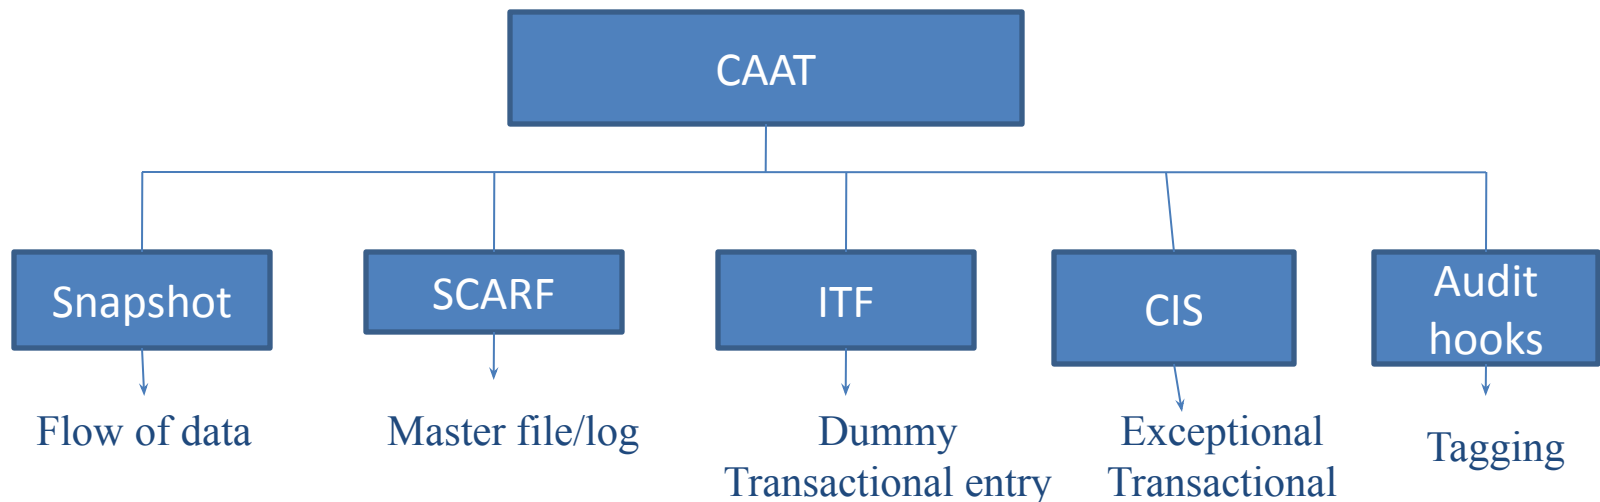 CAAT
Snapshot
SCARF
ITF
CIS
Audit
hooks
Flow of data
Master file/log
Dummy
Transactional entry
Exceptional
Transactional
Tagging